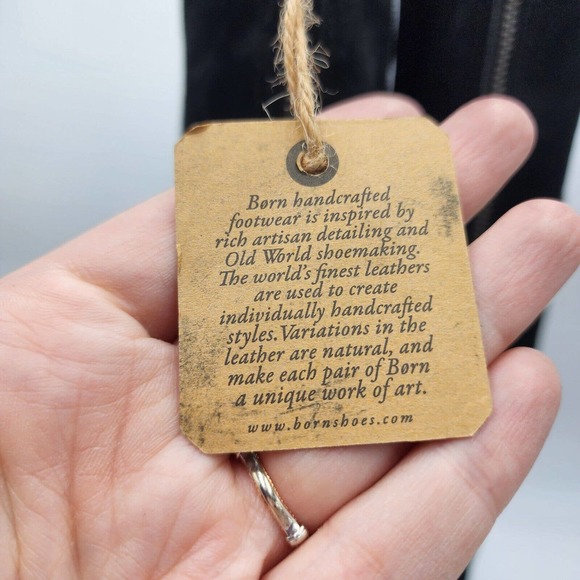 Børn handcrafted
footwear is inspired by
rich artisan detailing and
Old World shoemaking.
The world's finest leathers
are used to create
individually handcrafted
styles.Variations in the
leather are natural, and
make each pair of Børn
a unique work of art.
www.bornshoes.com